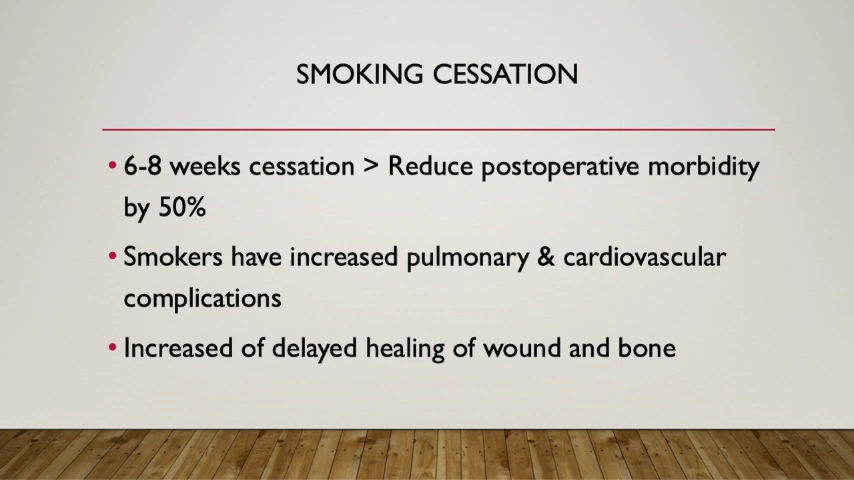 SMOKING CESSATION
• 6-8 weeks cessation > Reduce postoperative morbidity
by 50%
• Smokers have increased pulmonary & cardiovascular
complications
• Increased of delayed healing of wound and bone